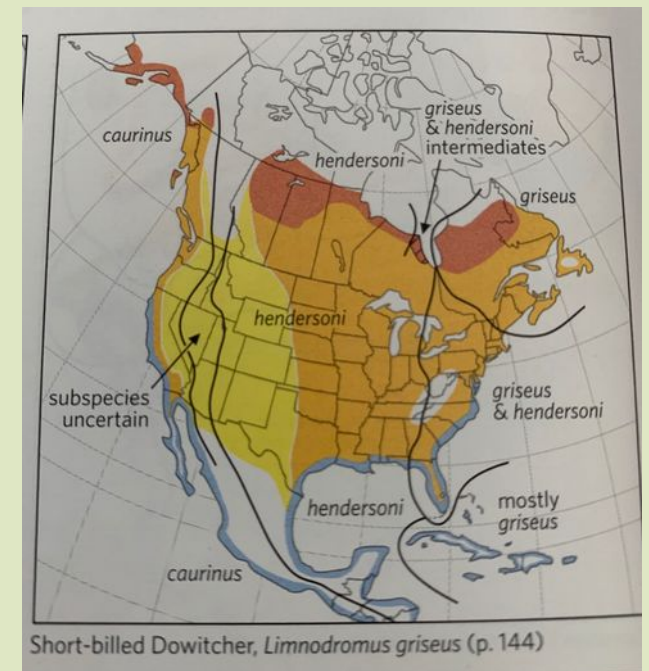 caurinus
hendersoni
griseus
& hendersoni
intermediates
griseus
hendersoni
subspecies
uncertain
griseus
& hendersoni
hendersoni
mostly
griseus
caurinus
Short-billed Dowitcher, Limnodromus griseus (p. 144)